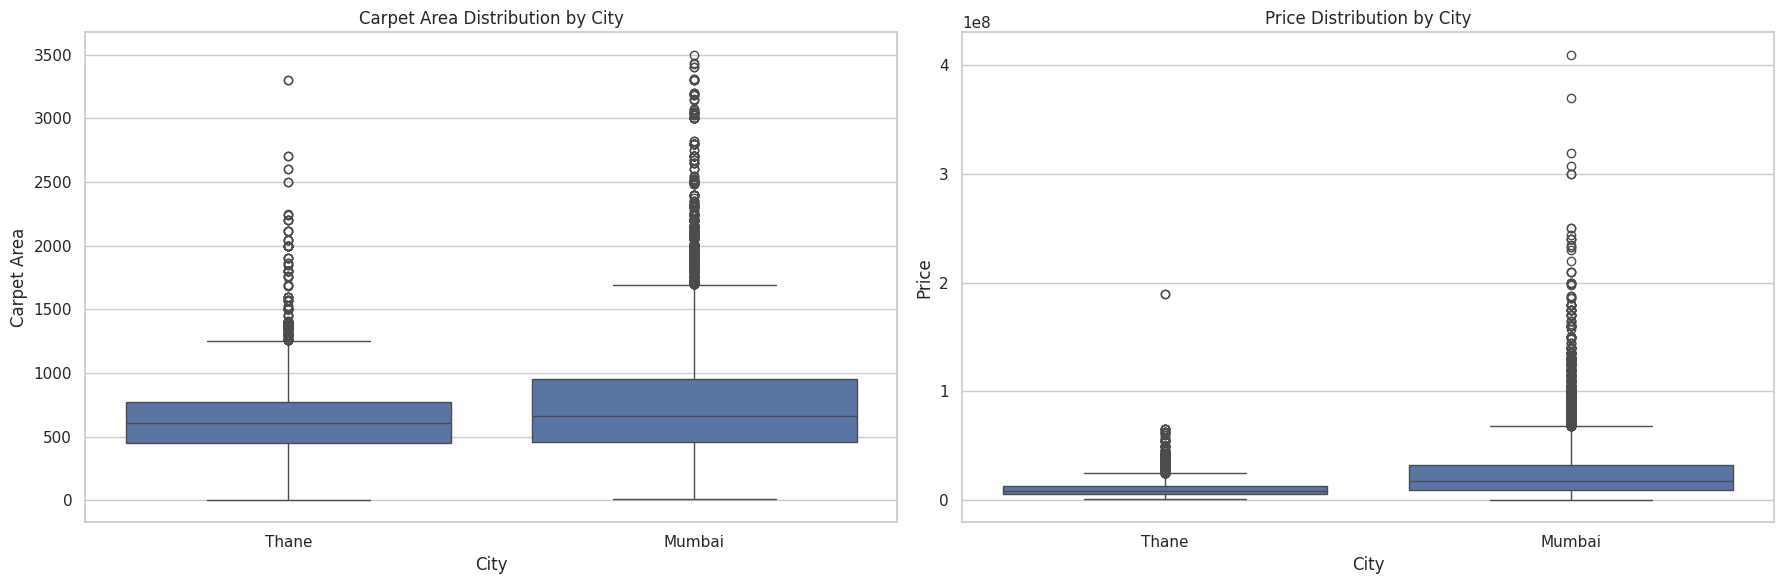 Carpet Area Distribution by City
Carpet Area
3500
3000
2500
2000
1500
1000
500
0
Thane
Mumbai
City
Price Distribution by City
1e8
Price
4
3
2
1
0
Thane
Mumbai
City